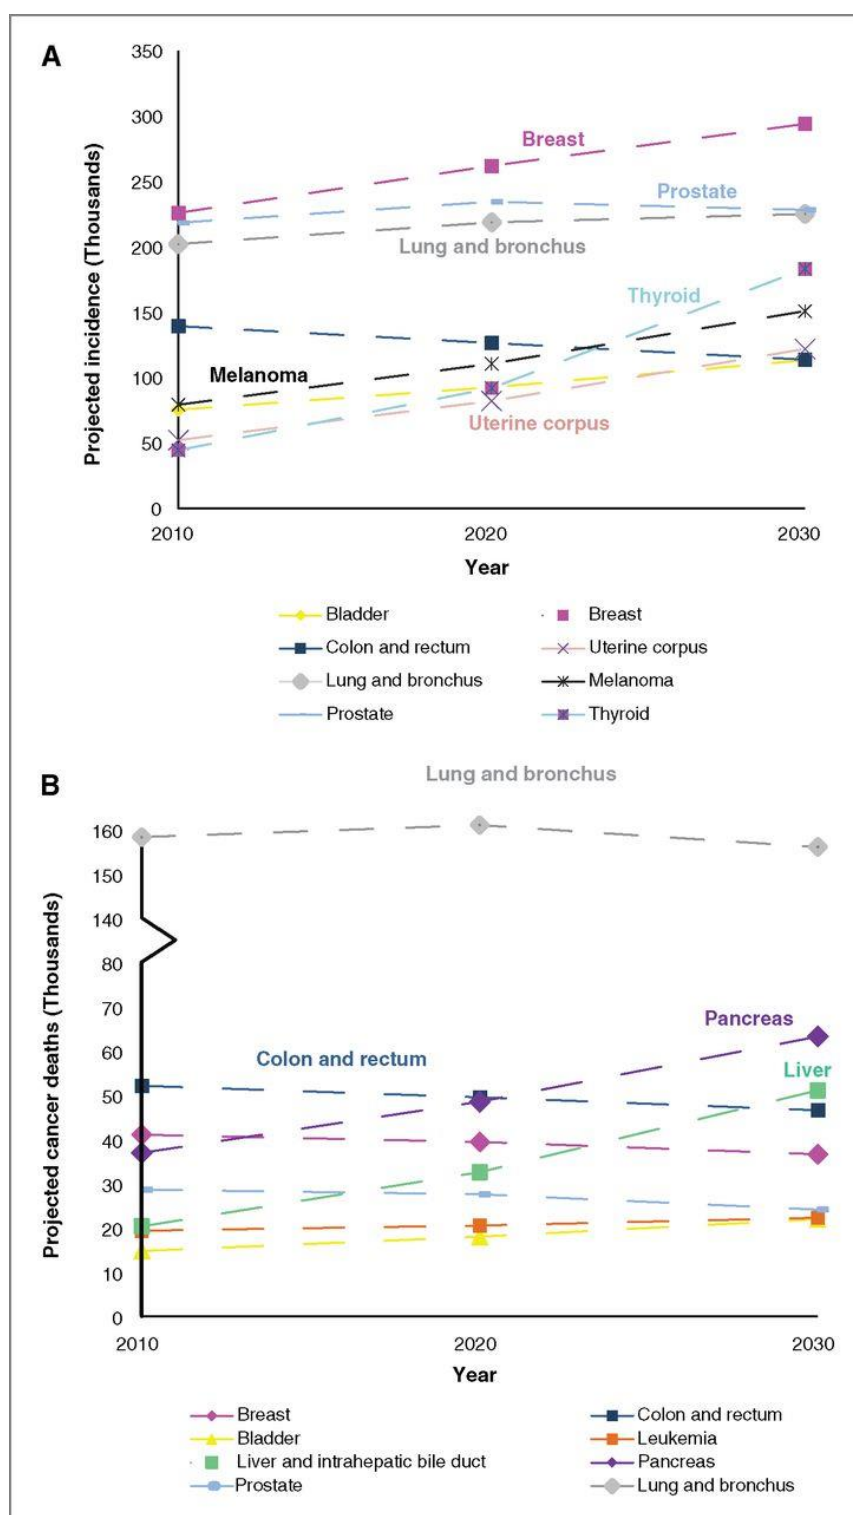 A
350
300
250
200
150
100
50
0
Projected incidence (Thousands)
Breast
Prostate
Lung and bronchus
Thyroid
Melanoma
Uterine corpus
2010 2020 2030
Year
Bladder Breast
Colon and rectum Uterine corpus
Lung and bronchus Melanoma
Prostate Thyroid
B
Lung and bronchus
160
150
140
80
70
60
50
40
30
20
10
0
Projected cancer deaths (Thousands)
Pancreas
Colon and rectum
Liver
2010 2020 2030
Year
Breast Colon and rectum
Bladder Leukemia
Liver and intrahepatic bile duct Pancreas
Prostate Lung and bronchus